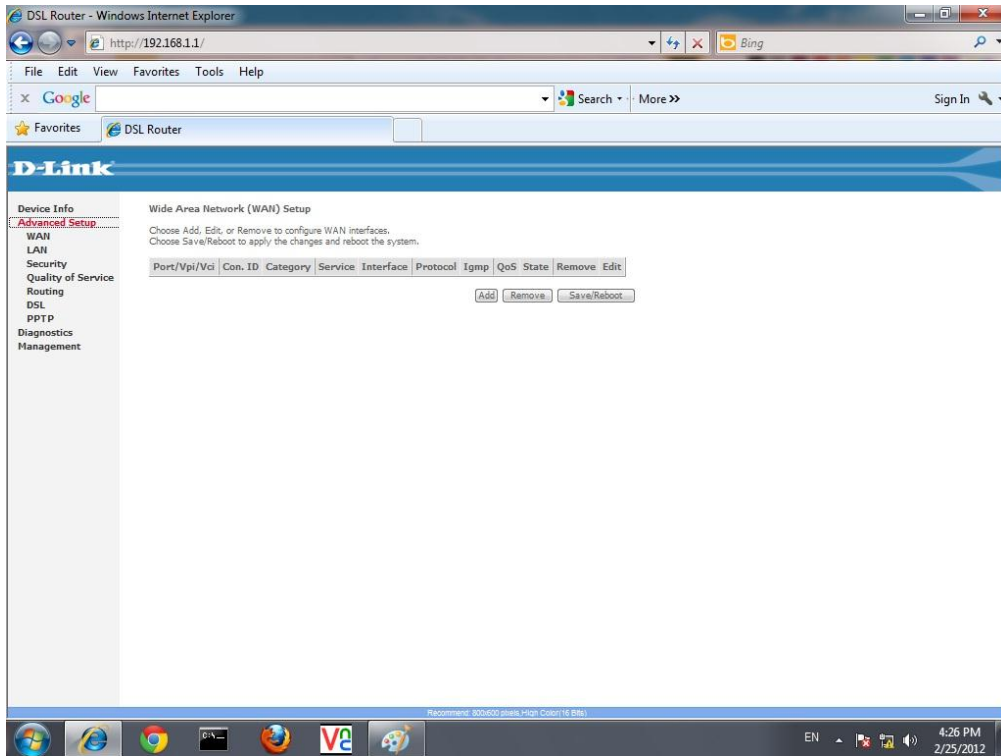 DSL Router - Windows Internet Explorer
http://192.168.1.1/
Bing
File Edit View Favorites Tools Help
x Google Search More >> Sign In
Favorites DSL Router
D-Link
Device Info
Advanced Setup
WAN
LAN
Security
Quality of Service
Routing
DSL
PPTP
Diagnostics
Management
Wide Area Network (WAN) Setup
Choose Add, Edit, or Remove to configure WAN interfaces.
Choose Save/Reboot to apply the changes and reboot the system.
Port/Vpi/Vci Con. ID Category Service Interface Protocol Igmp QoS State Remove Edit
Add Remove Save/Reboot
Recommend: 800x600 pixels,High Color(16 Bits)
C:\_
EN
4:26 PM
2/25/2012